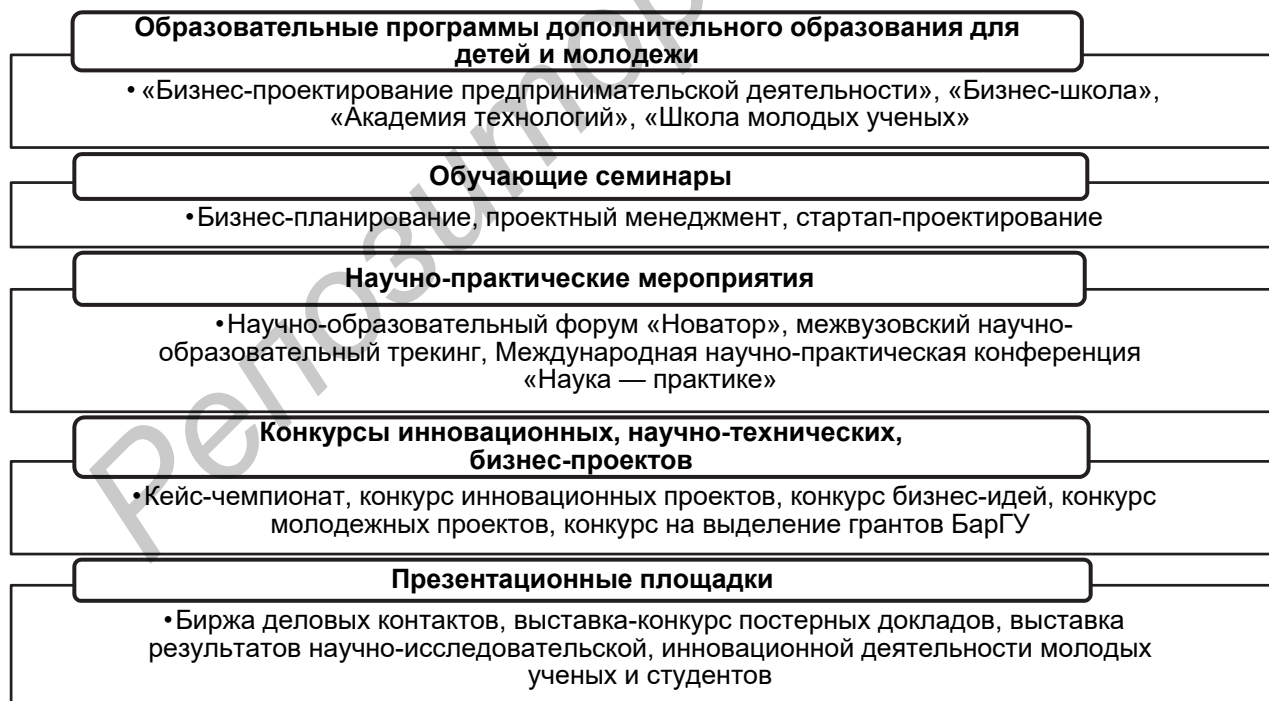 Образовательные программы дополнительного образования для
детей и молодежи
• «Бизнес-проектирование предпринимательской деятельности», «Бизнес-школа»,
«Академия технологий», «Школа молодых ученых»
Обучающие семинары
•Бизнес-планирование, проектный менеджмент, стартап-проектирование
Научно-практические мероприятия
•Научно-образовательный форум «Новатор», межвузовский научно-
образовательный трекинг, Международная научно-практическая конференция
«Наука — практике»
Конкурсы инновационных, научно-технических,
бизнес-проектов
•Кейс-чемпионат, конкурс инновационных проектов, конкурс бизнес-идей, конкурс
молодежных проектов, конкурс на выделение грантов БарГУ
Презентационные площадки
•Биржа деловых контактов, выставка-конкурс постерных докладов, выставка
результатов научно-исследовательской, инновационной деятельности молодых
ученых и студентов